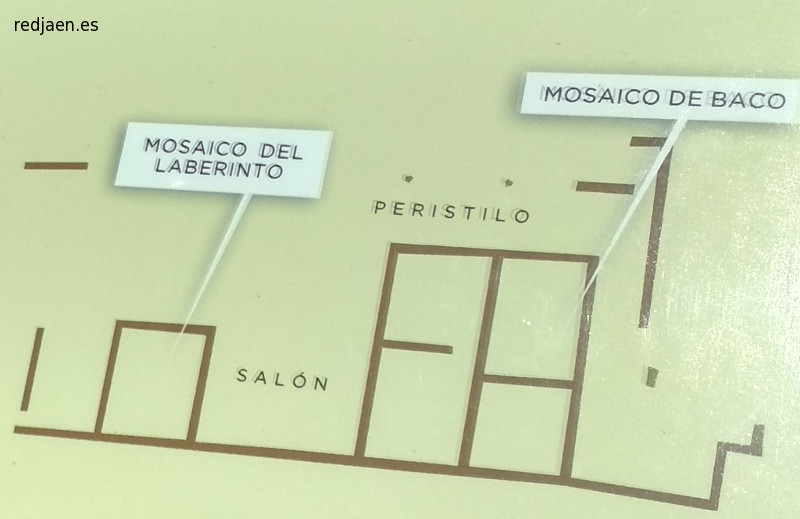 redjaen.es
MOSAICO DE BACO
MOSAICO DEL
LABERINTO
PERISTILO
SALÓN